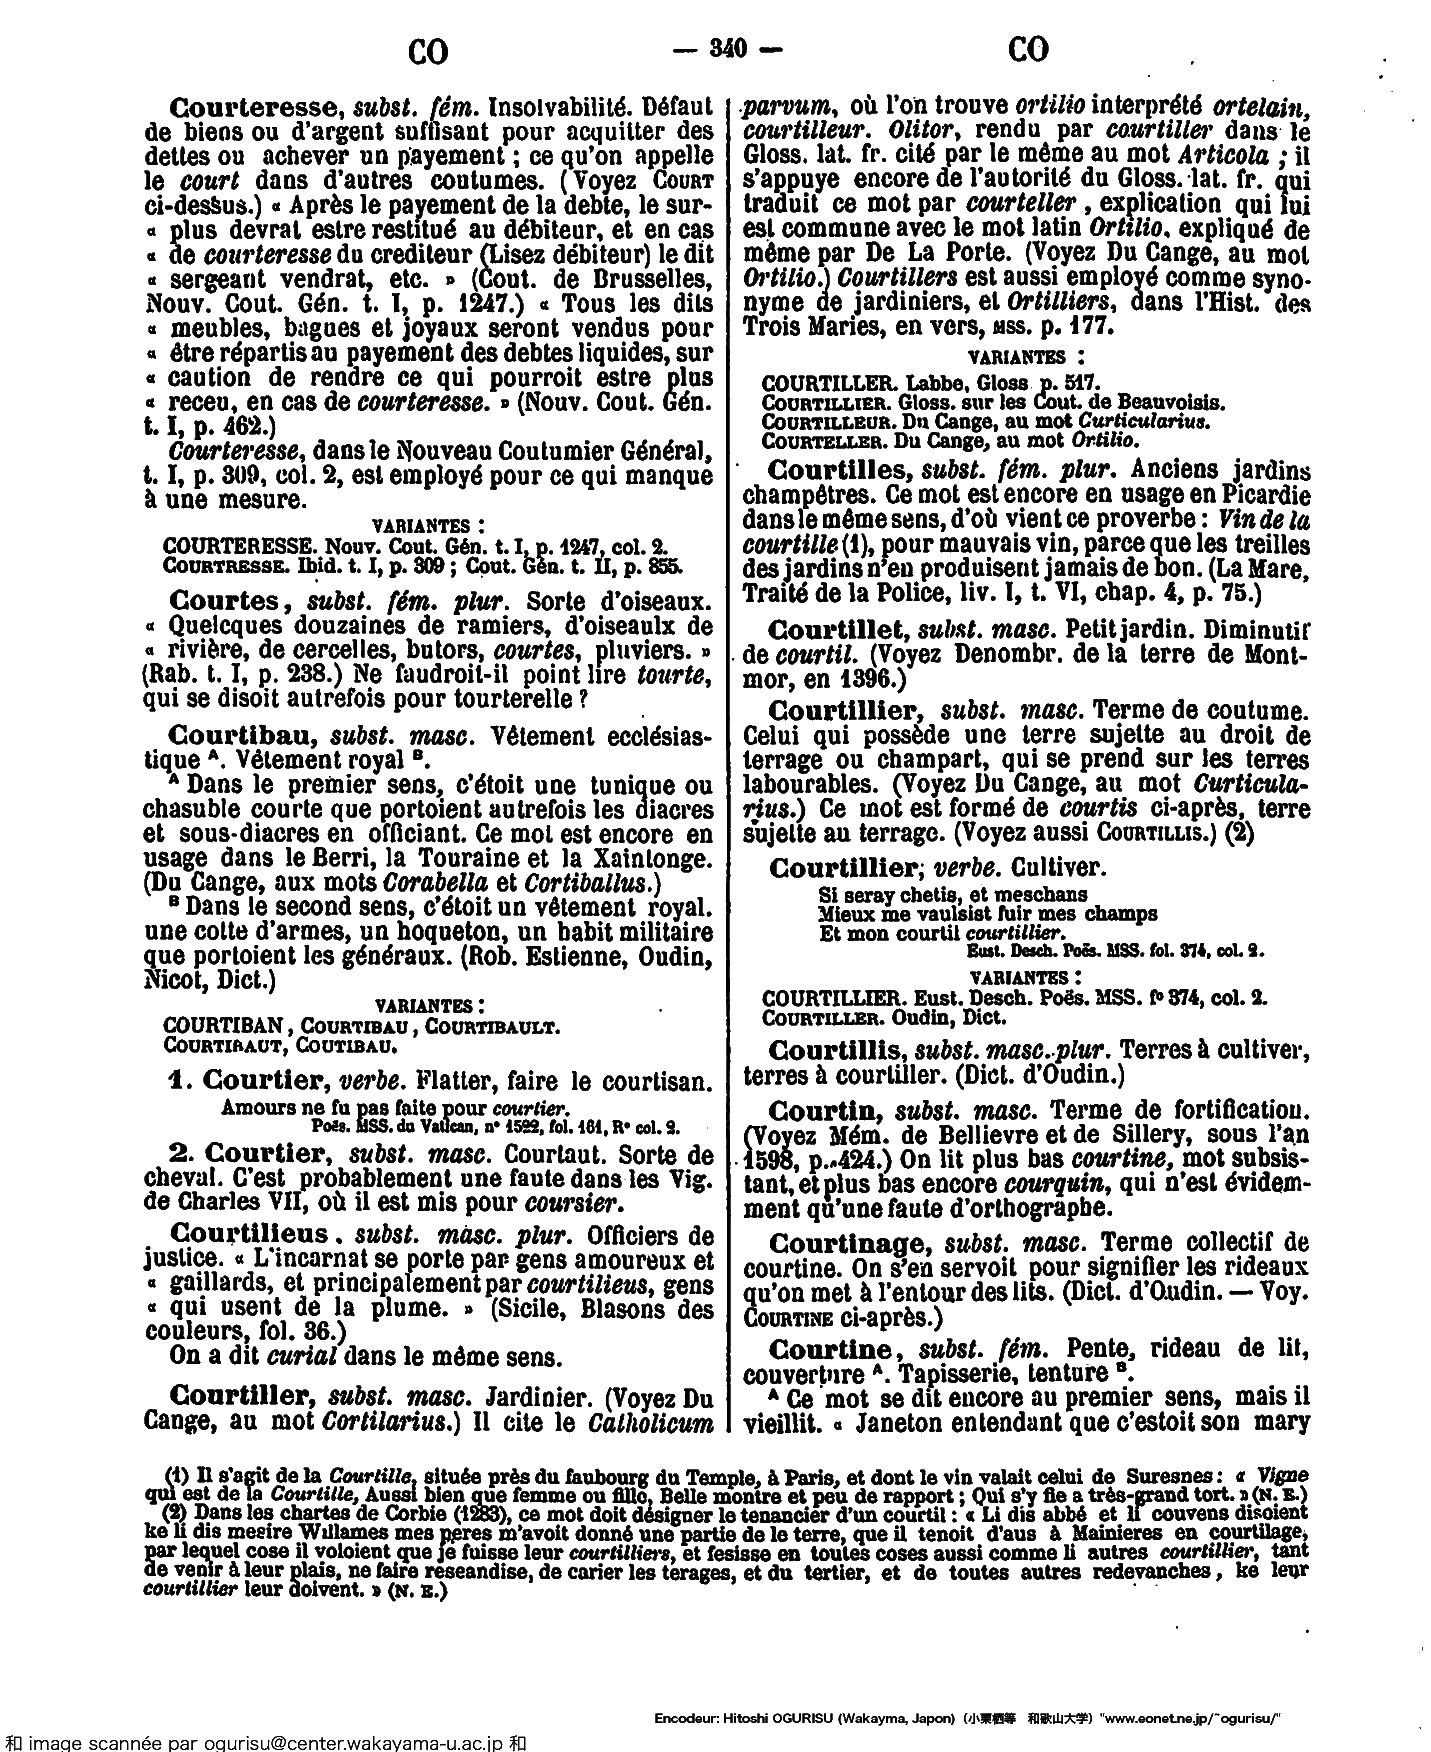 CO — 340 — CO
Courteresse, subst. fém. Insolvabilité. Défaut
de biens ou d'argent suffisant pour acquitter des
dettes ou achever un payement ; ce qu'on appelle
le court dans d'autres coutumes. (Voyez COURT
ci-dessus.) « Après le payement de la debte, le sur-
« plus devrat estre restitué au débiteur, et en cas
« de courteresse du crediteur (Lisez débiteur) le dit
« sergeant vendrat, etc. » (Cout. de Brusselles,
Nouv. Cout. Gén. t. I, p. 1247.) « Tous les dits
« meubles, bagues et joyaux seront vendus pour
« être répartis au payement des debtes liquides, sur
« caution de rendre ce qui pourroit estre plus
« receu, en cas de courteresse. » (Nouv. Cout. Gén.
t. I, p. 462.)
Courteresse, dans le Nouveau Coutumier Général,
t. I, p. 309, col. 2, est employé pour ce qui manque
à une mesure.
VARIANTES :
COURTERESSE. Nouv. Cout. Gén. t. I, p. 1247, col. 2.
COURTRESSE. Ibid. t. I, p. 309 ; Cout. Gén. t. II, p. 855.
Courtes, subst. fém. plur. Sorte d'oiseaux.
« Quelcques douzaines de ramiers, d'oiseaulx de
« rivière, de cercelles, butors, courtes, pluviers. »
(Rab. t. I, p. 238.) Ne faudroit-il point lire tourte,
qui se disoit autrefois pour tourterelle ?
Courtibau, subst. masc. Vêtement ecclésias-
tique A. Vêtement royal B.
A Dans le premier sens, c'étoit une tunique ou
chasuble courte que portoient autrefois les diacres
et sous-diacres en officiant. Ce mot est encore en
usage dans le Berri, la Touraine et la Xaintonge.
(Du Cange, aux mots Corabella et Cortiballus.)
B Dans le second sens, c'étoit un vêtement royal.
une cotte d'armes, un hoqueton, un habit militaire
que portoient les généraux. (Rob. Estienne, Oudin,
Nicot, Dict.)
VARIANTES :
COURTIBAN, COURTIBAU, COURTIBAULT.
COURTIBAUT, COUTIBAU.
1. Courtier, verbe. Flatter, faire le courtisan.
Amours ne fu pas faite pour courtier.
Poës. MSS. du Vatican, n° 1522, fol. 161, R° col. 2.
2. Courtier, subst. masc. Courtaut. Sorte de
cheval. C'est probablement une faute dans les Vig.
de Charles VII, où il est mis pour coursier.
Courtilieus, subst. masc. plur. Officiers de
justice. « L'incarnat se porte par gens amoureux et
« gaillards, et principalement par courtilieus, gens
« qui usent de la plume. » (Sicile, Blasons des
couleurs, fol. 36.)
On a dit curial dans le même sens.
Courtiller, subst. masc. Jardinier. (Voyez Du
Cange, au mot Cortilarius.) Il cite le Catholicum
parvum, où l'on trouve ortilio interprété ortelain,
courtilleur. Olitor, rendu par courtiller dans le
Gloss. lat. fr. cité par le même au mot Articola ; il
s'appuye encore de l'autorité du Gloss. lat. fr. qui
traduit ce mot par courteller, explication qui lui
est commune avec le mot latin Ortilio, expliqué de
même par De La Porte. (Voyez Du Cange, au mot
Ortilio.) Courtillers est aussi employé comme syno-
nyme de jardiniers, et Ortilliers, dans l'Hist. des
Trois Maries, en vers, MSS. p. 177.
VARIANTES :
COURTILLER. Labbe, Gloss. p. 517.
COURTILLIER. Gloss. sur les Cout. de Beauvoisis.
COURTILLEUR. Du Cange, au mot Curticularius.
COURTELLER. Du Cange, au mot Ortilio.
Courtilles, subst. fém. plur. Anciens jardins
champêtres. Ce mot est encore en usage en Picardie
dans le même sens, d'où vient ce proverbe : Vin de la
courtille (1), pour mauvais vin, parce que les treilles
des jardins n'en produisent jamais de bon. (La Mare,
Traité de la Police, liv. I, t. VI, chap. 4, p. 75.)
Courtillet, subst. masc. Petit jardin. Diminutif
de courtil. (Voyez Denombr. de la terre de Mont-
mor, en 1396.)
Courtillier, subst. masc. Terme de coutume.
Celui qui possède une terre sujette au droit de
terrage ou champart, qui se prend sur les terres
labourables. (Voyez Du Cange, au mot Curticula-
rius.) Ce mot est formé de courtis ci-après, terre
sujette au terrage. (Voyez aussi COURTILLIS.) (2)
Courtillier; verbe. Cultiver.
Si seray chetis, et meschans
Mieux me vaulsist fuir mes champs
Et mon courtil courtillier.
Eust. Desch. Poës. MSS. fol. 374, col. 2.
VARIANTES :
COURTILLIER. Eust. Desch. Poës. MSS. f° 374, col. 2.
COURTILLER. Oudin, Dict.
Courtillis, subst. masc. plur. Terres à cultiver,
terres à courtiller. (Dict. d'Oudin.)
Courtin, subst. masc. Terme de fortification.
(Voyez Mém. de Bellievre et de Sillery, sous l'an
1598, p. 424.) On lit plus bas courtine, mot subsis-
tant, et plus bas encore courquin, qui n'est évidem-
ment qu'une faute d'orthographe.
Courtinage, subst. masc. Terme collectif de
courtine. On s'en servoit pour signifier les rideaux
qu'on met à l'entour des lits. (Dict. d'Oudin. — Voy.
COURTINE ci-après.)
Courtine, subst. fém. Pente, rideau de lit,
couverture A. Tapisserie, tenture B.
A Ce mot se dit encore au premier sens, mais il
vieillit. « Janeton entendant que c'estoit son mary
(1) Il s'agit de la Courtille, située près du faubourg du Temple, à Paris, et dont le vin valait celui de Suresnes : « Vigne
qui est de la Courtille, Aussi bien que femme ou fille, Belle montre et peu de rapport ; Qui s'y fie a très-grand tort. » (N. E.)
(2) Dans les chartes de Corbie (1283), ce mot doit désigner le tenancier d'un courtil : « Li dis abbé et li couvens disoient
ke li dis mesire Willames mes peres m'avoit donné une partie de le terre, que il tenoit d'aus à Mainieres en courtilage,
par lequel cose il voloient que je fuisse leur courtilliers, et fesisse en toutes coses aussi comme li autres courtillier, tant
de venir à leur plais, ne faire reseandise, de carier les terages, et du tertier, et de toutes autres redevanches, ke leur
courtillier leur doivent. » (N. E.)
Encodeur: Hitoshi OGURISU (Wakayma, Japon) (小栗栖等 和歌山大学) "www.eonet.ne.jp/~ogurisu/"
和 image scannée par ogurisu@center.wakayama-u.ac.jp 和